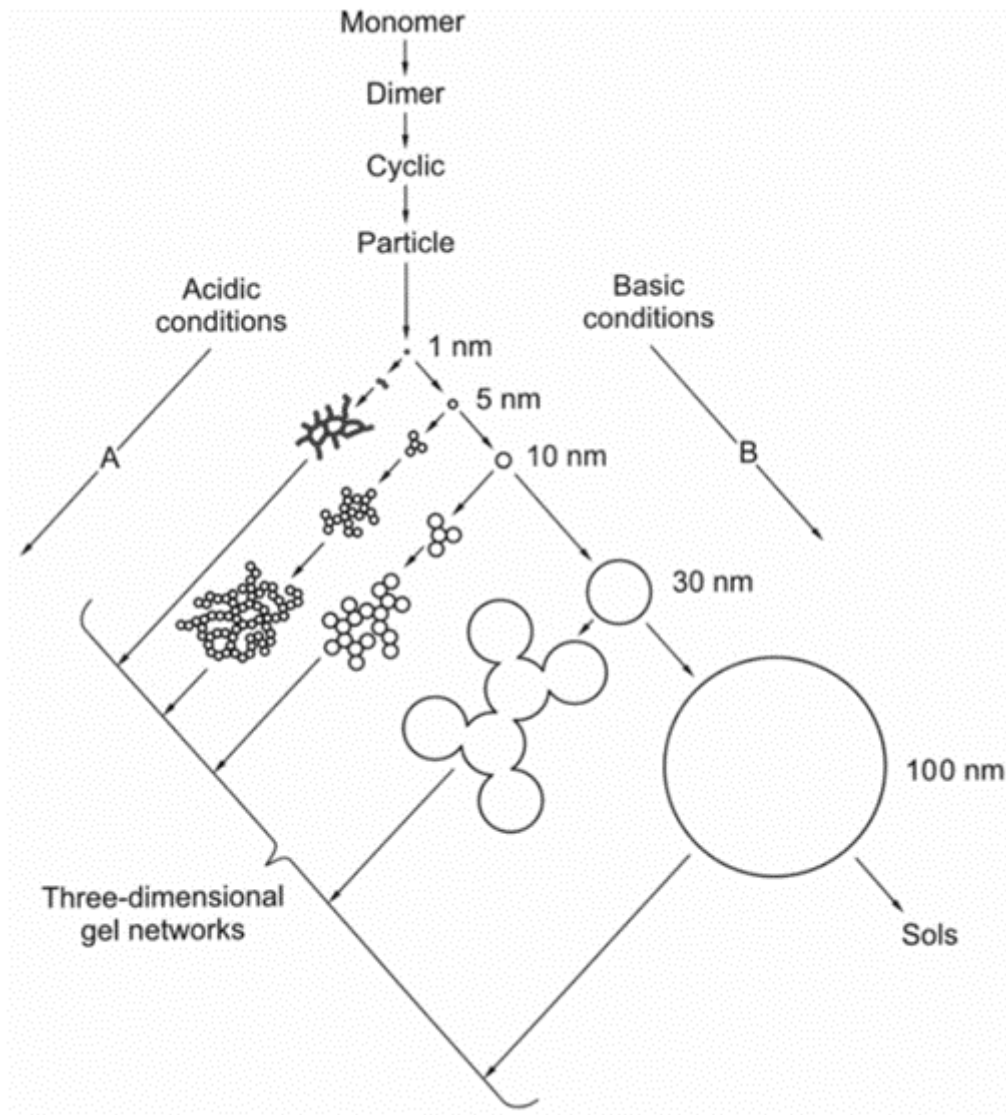 Monomer
Dimer
Cyclic
Particle
Acidic
conditions
Basic
conditions
1 nm
5 nm
10 nm
A
B
30 nm
100 nm
Three-dimensional
gel networks
Sols